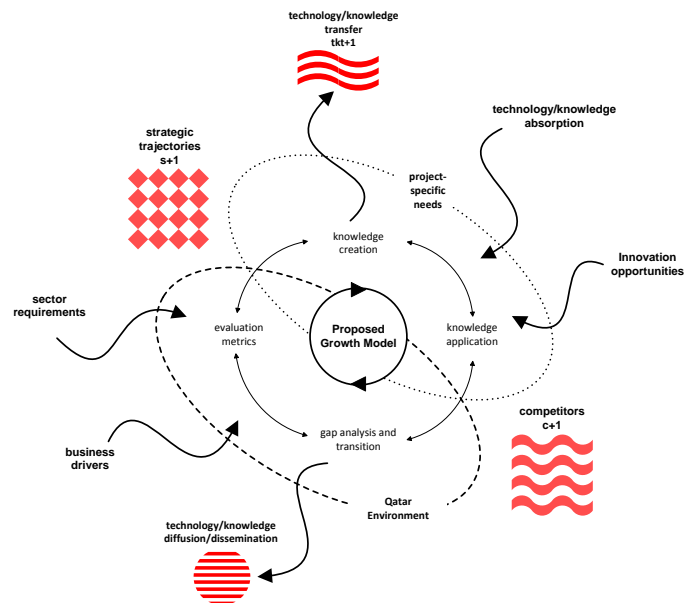 technology/knowledge
transfer
tkt+1
technology/knowledge
absorption
strategic
trajectories
s+1
project-
specific
needs
knowledge
creation
Innovation
opportunities
sector
requirements
evaluation
metrics
Proposed
Growth Model
knowledge
application
competitors
c+1
gap analysis and
transition
business
drivers
Qatar
Environment
technology/knowledge
diffusion/dissemination